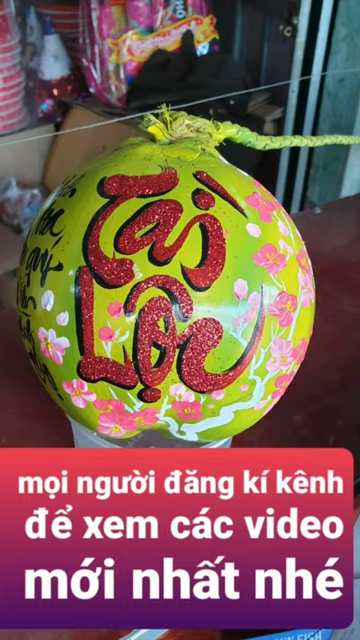 Tài
Lộc
mọi người đăng kí kênh
để xem các video
mới nhất nhé